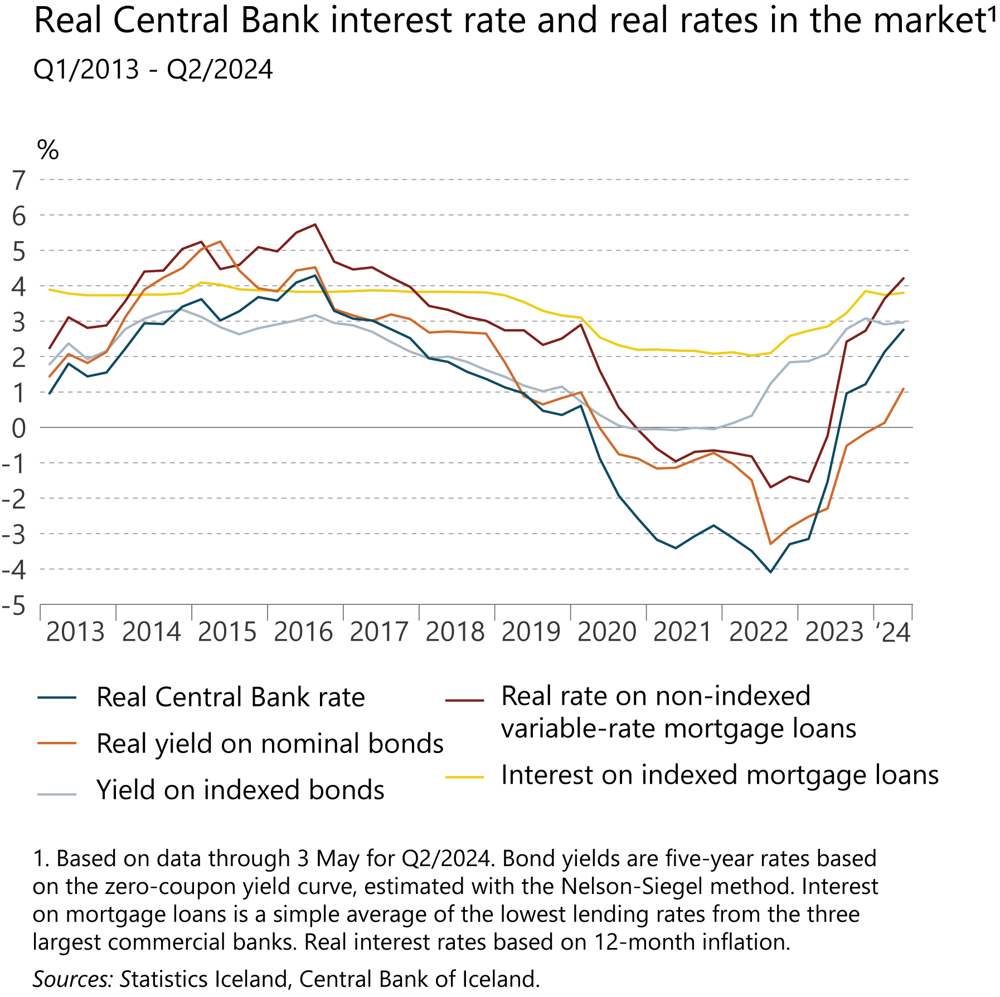 Real Central Bank interest rate and real rates in the market¹
Q1/2013 - Q2/2024
%
7
6
5
4
3
2
1
0
-1
-2
-3
-4
-5
2013 2014 2015 2016 2017 2018 2019 2020 2021 2022 2023 ‘24
Real Central Bank rate
Real yield on nominal bonds
Yield on indexed bonds
Real rate on non-indexed
variable-rate mortgage loans
Interest on indexed mortgage loans
1. Based on data through 3 May for Q2/2024. Bond yields are five-year rates based
on the zero-coupon yield curve, estimated with the Nelson-Siegel method. Interest
on mortgage loans is a simple average of the lowest lending rates from the three
largest commercial banks. Real interest rates based on 12-month inflation.
Sources: Statistics Iceland, Central Bank of Iceland.